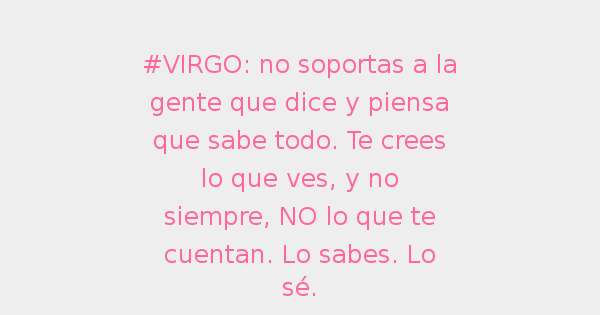 #VIRGO: no soportas a la
gente que dice y piensa
que sabe todo. Te crees
lo que ves, y no
siempre, NO lo que te
cuentan. Lo sabes. Lo
sé.